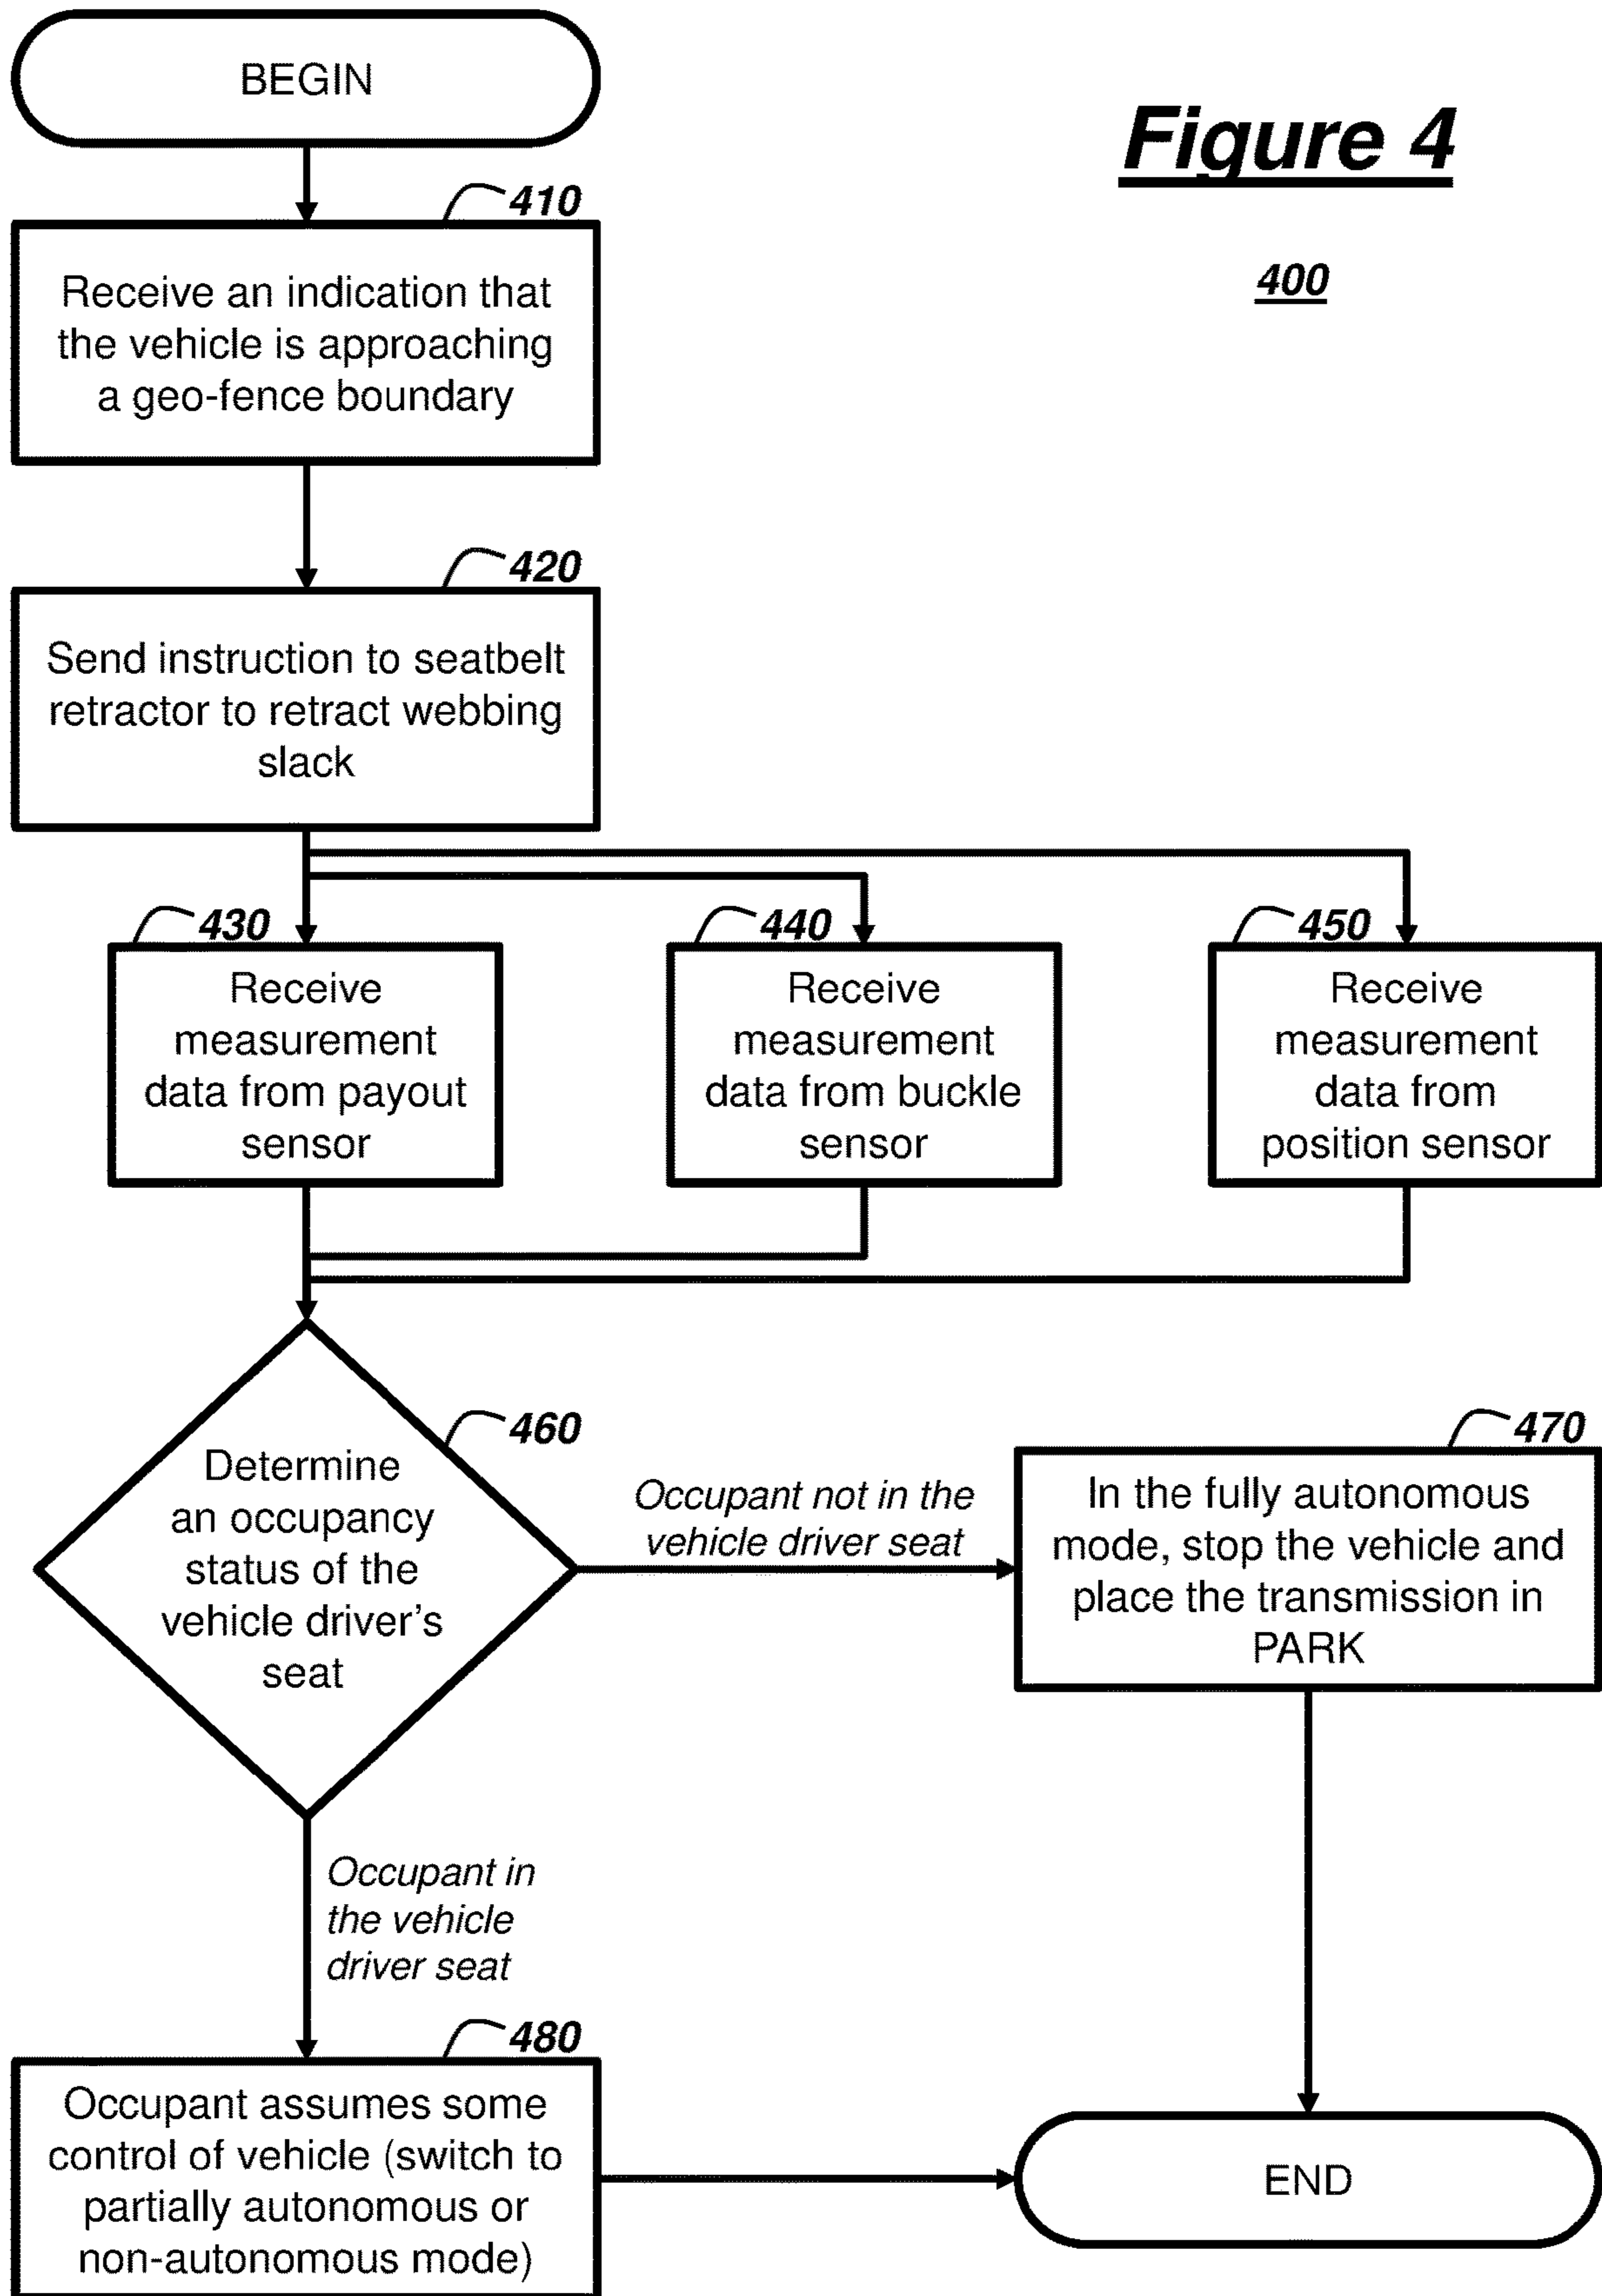 BEGIN
Figure 4
400
410
Receive an indication that
the vehicle is approaching
a geo-fence boundary
420
Send instruction to seatbelt
retractor to retract webbing
slack
430
Receive
measurement
data from payout
sensor
440
Receive
measurement
data from buckle
sensor
450
Receive
measurement
data from
position sensor
460
Determine
an occupancy
status of the
vehicle driver's
seat
Occupant not in the
vehicle driver seat
470
In the fully autonomous
mode, stop the vehicle and
place the transmission in
PARK
Occupant in
the vehicle
driver seat
480
Occupant assumes some
control of vehicle (switch to
partially autonomous or
non-autonomous mode)
END